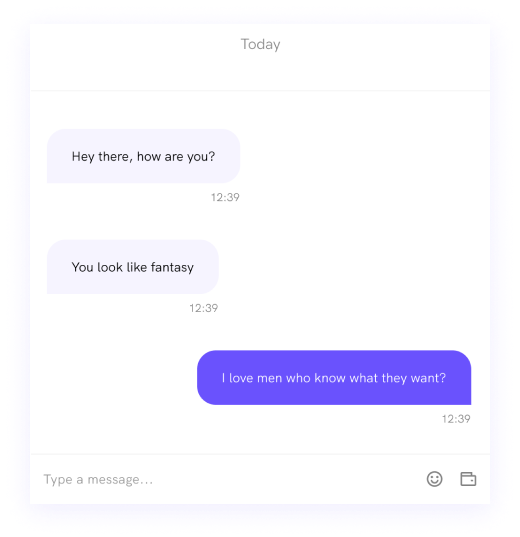 Today
Hey there, how are you?
12:39
You look like fantasy
12:39
I love men who know what they want?
12:39
Type a message...